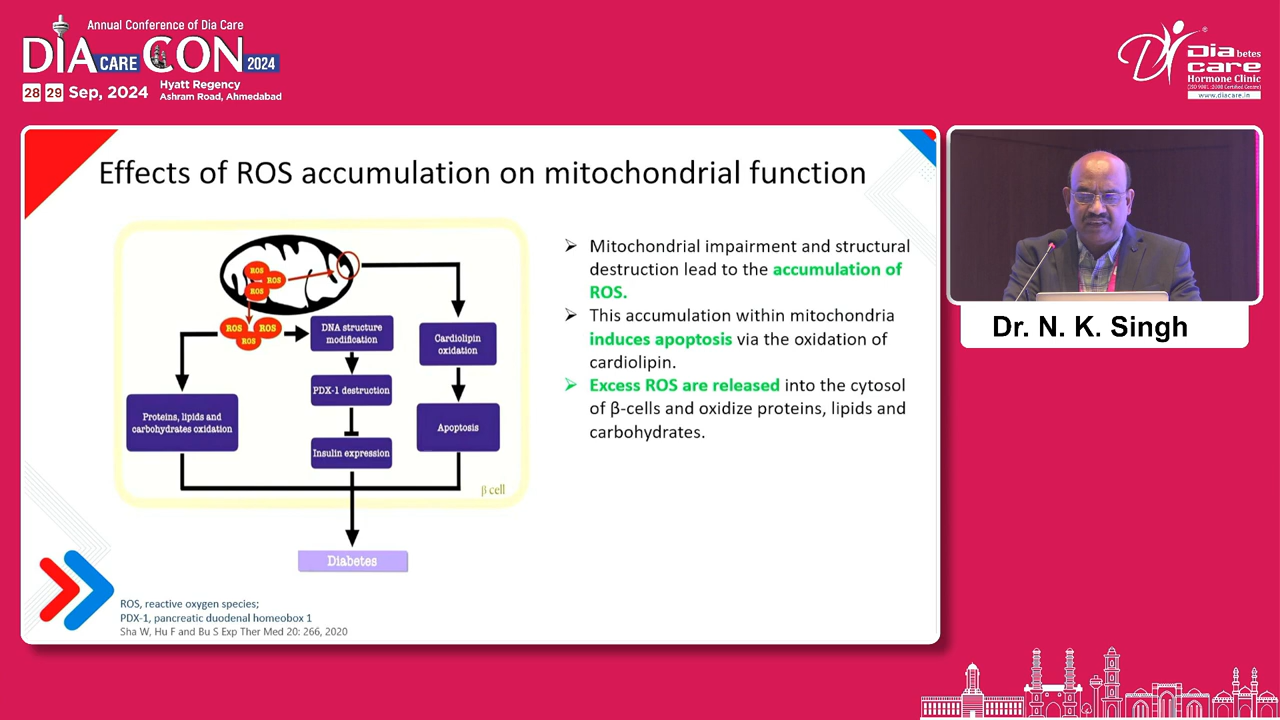 Annual Conference of Dia Care
DIA CARE CON 2024
28 29 Sep, 2024
Hyatt Regency
Ashram Road, Ahmedabad
Diabetes
care
Hormone Clinic
(ISO 9001:2008 Certified Centre)
www.diacare.in
Effects of ROS accumulation on mitochondrial function
ROS
ROS
ROS
ROS
ROS
ROS
DNA structure
modification
Cardiolipin
oxidation
PDX-1 destruction
Proteins, lipids and
carbohydrates oxidation
Apoptosis
Insulin expression
β cell
Diabetes
➢ Mitochondrial impairment and structural
destruction lead to the accumulation of
ROS.
➢ This accumulation within mitochondria
induces apoptosis via the oxidation of
cardiolipin.
➢ Excess ROS are released into the cytosol
of β-cells and oxidize proteins, lipids and
carbohydrates.
ROS, reactive oxygen species;
PDX-1, pancreatic duodenal homeobox 1
Sha W, Hu F and Bu S Exp Ther Med 20: 266, 2020
Dr. N. K. Singh